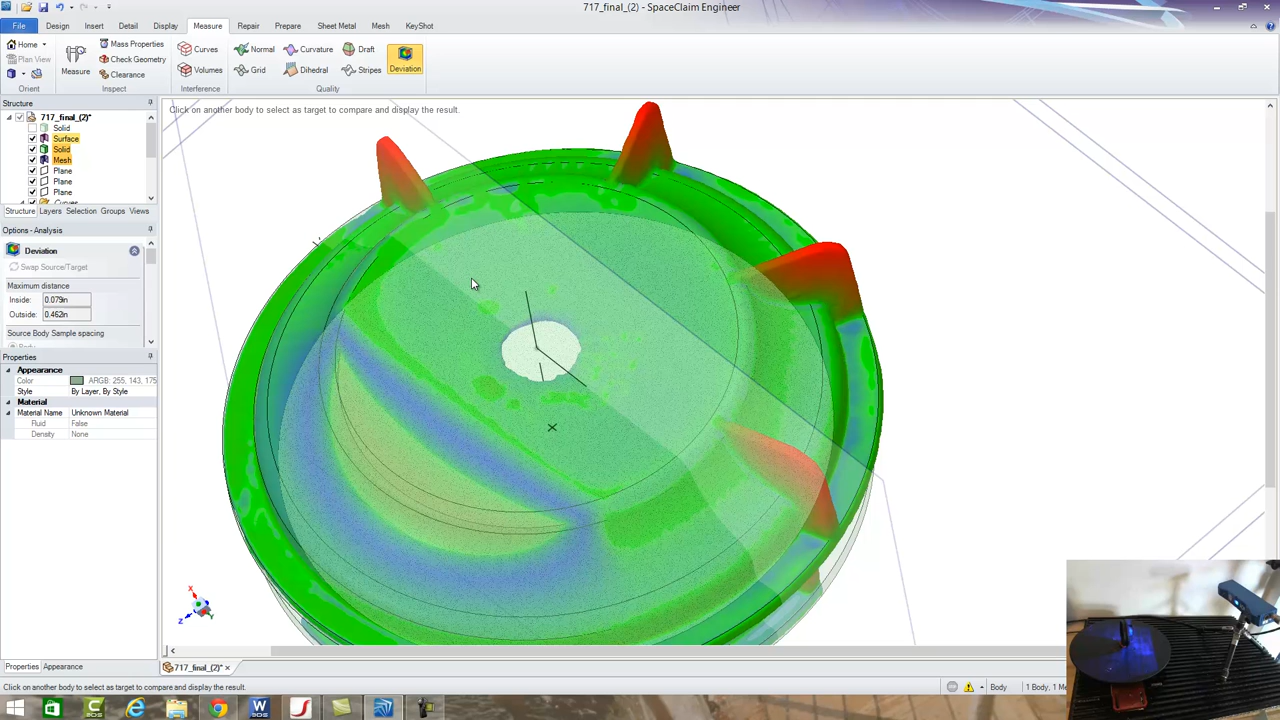 717_final_(2) - SpaceClaim Engineer
File Design Insert Detail Display Measure Repair Prepare Sheet Metal Mesh KeyShot
Home Mass Properties Curves Normal Curvature Draft
Plan View Check Geometry
Measure Clearance Volumes Grid Dihedral Stripes Deviation
Orient Inspect Interference Quality
Structure
Click on another body to select as target to compare and display the result.
717_final_(2)*
Solid
Surface
Solid
Mesh
Plane
Plane
Plane
Curves
Structure Layers Selection Groups Views
Options - Analysis
Deviation
Swap Source/Target
Maximum distance
Inside: 0.079in
Outside: 0.462in
Source Body Sample spacing
Properties
Appearance
Color ARGB: 255, 143, 175
Style By Layer, By Style
Material
Material Name Unknown Material
Fluid False
Density None
X
Z Y
Properties Appearance 717_final_(2)*
Click on another body to select as target to compare and display the result. Body 1 Body, 1 Me